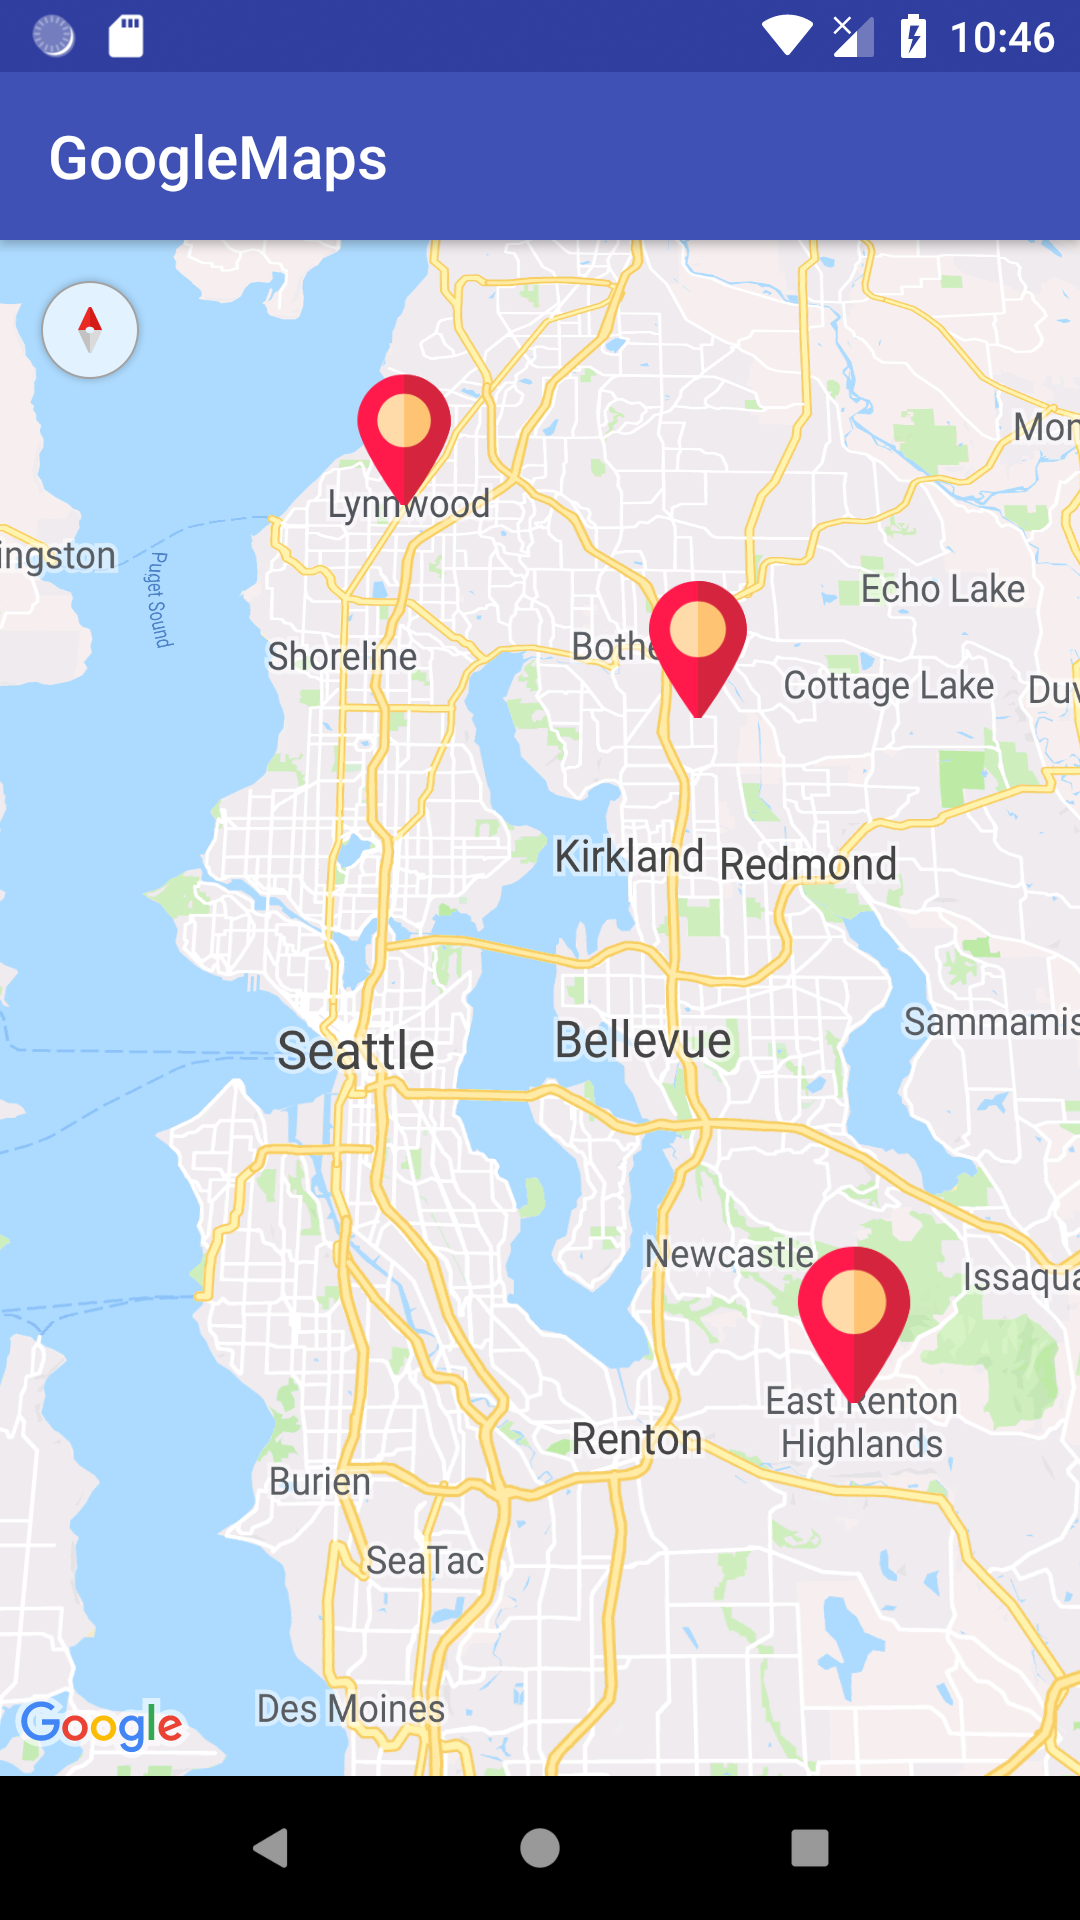 10:46
GoogleMaps
Mon
Lynnwood
ingston
Puget Sound
Echo Lake
Shoreline
Bothe
Cottage Lake
Duv
Kirkland
Redmond
Sammamis
Seattle
Bellevue
Newcastle
Issaqua
East Renton
Highlands
Renton
Burien
SeaTac
Des Moines
Google